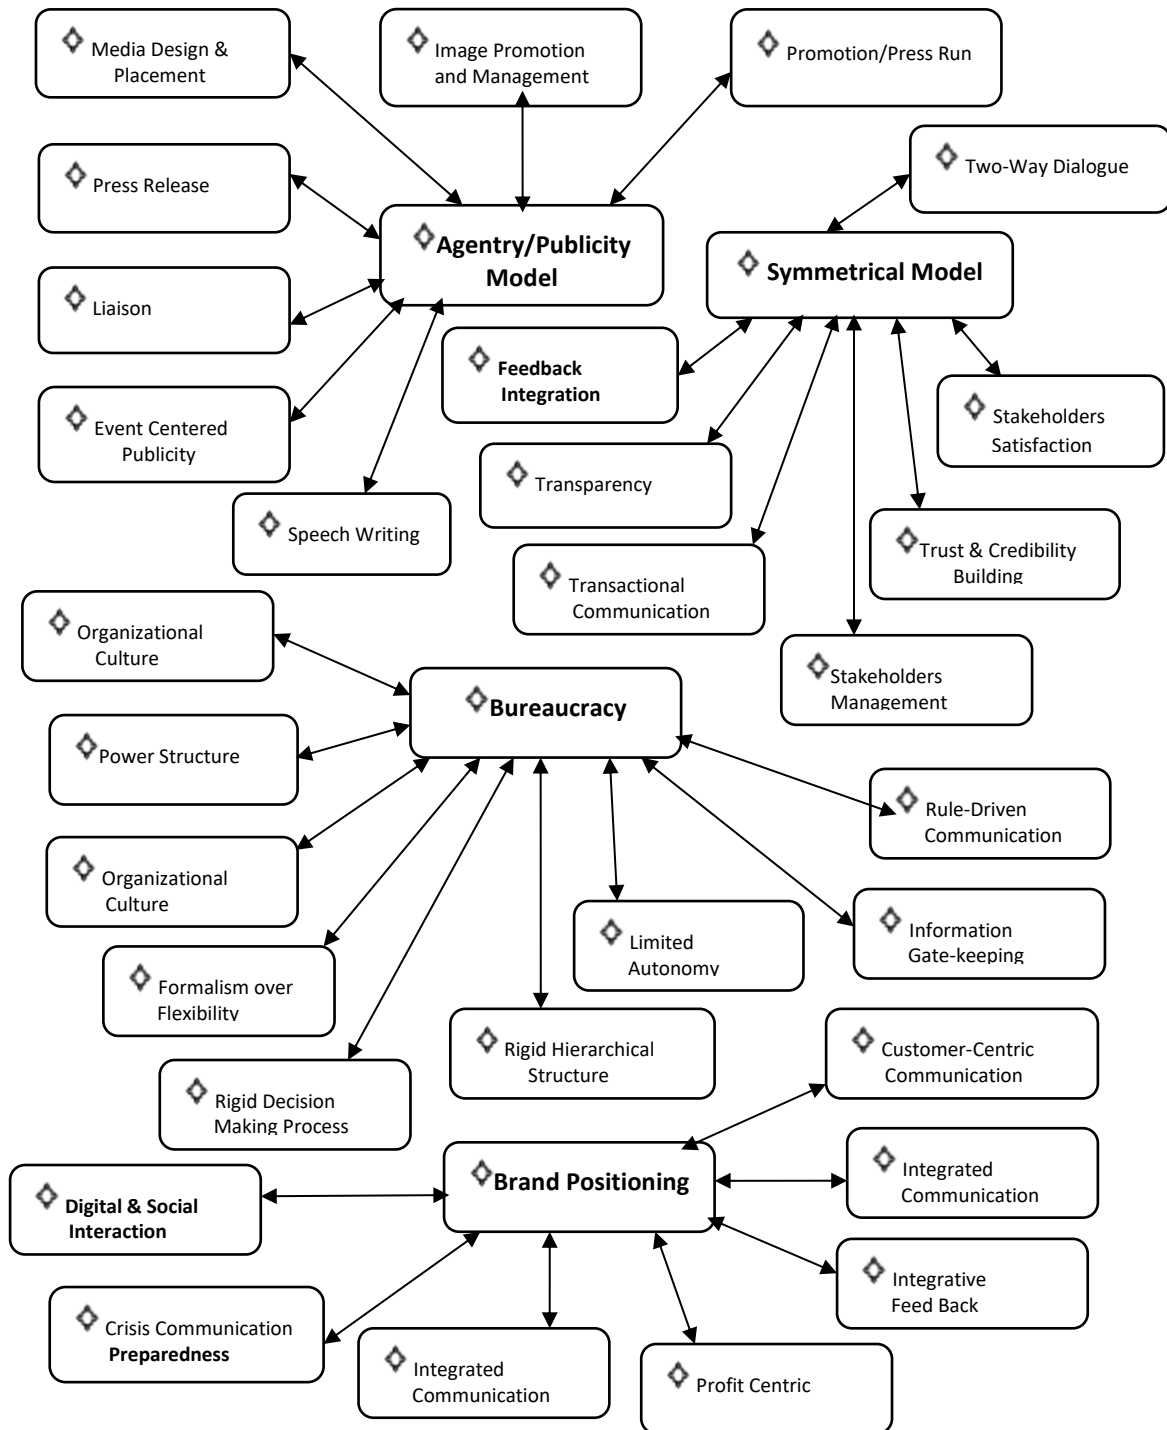 Media Design &
Placement
Image Promotion
and Management
Promotion/Press Run
Press Release
Two-Way Dialogue
Agentry/Publicity
Model
Symmetrical Model
Liaison
Feedback
Integration
Event Centered
Publicity
Stakeholders
Satisfaction
Transparency
Speech Writing
Trust & Credibility
Building
Transactional
Communication
Organizational
Culture
Stakeholders
Management
Bureaucracy
Power Structure
Rule-Driven
Communication
Organizational
Culture
Limited
Autonomy
Information
Gate-keeping
Formalism over
Flexibility
Rigid Hierarchical
Structure
Customer-Centric
Communication
Rigid Decision
Making Process
Brand Positioning
Integrated
Communication
Digital & Social
Interaction
Integrative
Feed Back
Crisis Communication
Preparedness
Integrated
Communication
Profit Centric